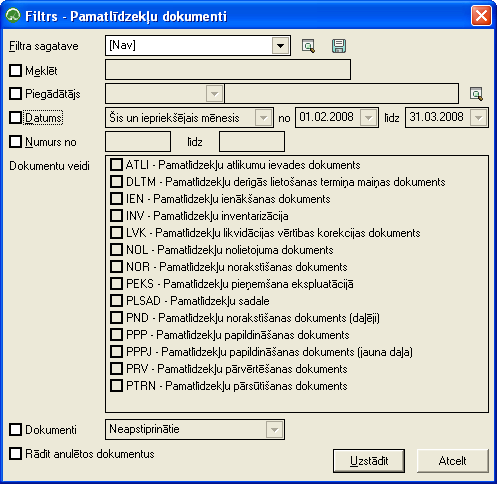 Filtrs - Pamatlīdzekļu dokumenti
Filtra sagatave [Nav]
Meklēt
Piegādātājs
Datums Šis un iepriekšējais mēnesis no 01.02.2008 līdz 31.03.2008
Numurs no līdz
Dokumentu veidi
ATLI - Pamatlīdzekļu atlikumu ievades dokuments
DLTM - Pamatlīdzekļu derīgās lietošanas termiņa maiņas dokuments
IEN - Pamatlīdzekļu ienākšanas dokuments
INV - Pamatlīdzekļu inventarizācija
LVK - Pamatlīdzekļu likvidācijas vērtības korekcijas dokuments
NOL - Pamatlīdzekļu nolietojuma dokuments
NOR - Pamatlīdzekļu norakstīšanas dokuments
PEKS - Pamatlīdzekļu pieņemšana ekspluatācijā
PLSAD - Pamatlīdzekļu sadale
PND - Pamatlīdzekļu norakstīšanas dokuments (daļēji)
PPP - Pamatlīdzekļu papildināšanas dokuments
PPPJ - Pamatlīdzekļu papildināšanas dokuments (jauna daļa)
PRV - Pamatlīdzekļu pārvērtēšanas dokuments
PTRN - Pamatlīdzekļu pārsūtīšanas dokuments
Dokumenti Neapstiprinātie
Rādīt anulētos dokumentus
Uzstādīt Atcelt